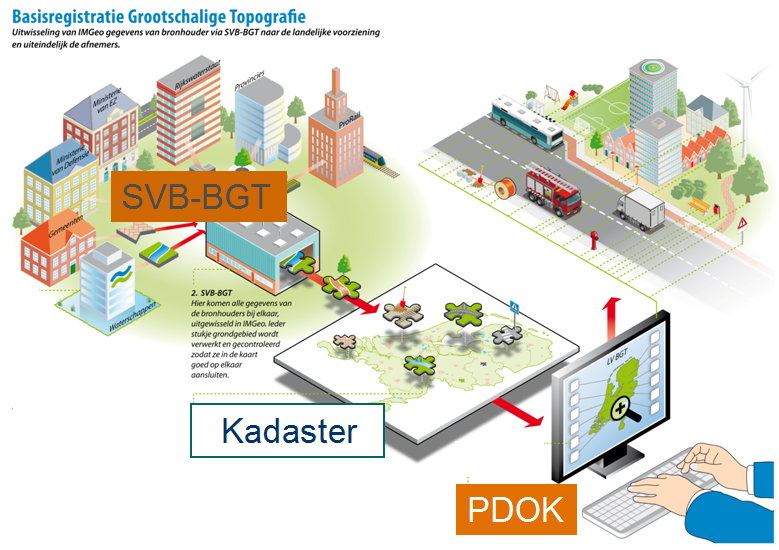 Basisregistratie Grootschalige Topografie
Uitwisseling van IMGeo gegevens van bronhouder via SVB-BGT naar de landelijke voorziening
en uiteindelijk de afnemers.
Rijkswaterstaat
Provincies
Ministerie
van EZ
ProRail
Ministerie
van Defensie
SVB-BGT
Gemeenten
Waterschappen
2. SVB-BGT
Hier komen alle gegevens van
de bronhouders bij elkaar,
uitgewisseld in IMGeo. Ieder
stukje grondgebied wordt
verwerkt en gecontroleerd
zodat ze in de kaart
goed op elkaar
aansluiten.
LV BGT
Kadaster
PDOK